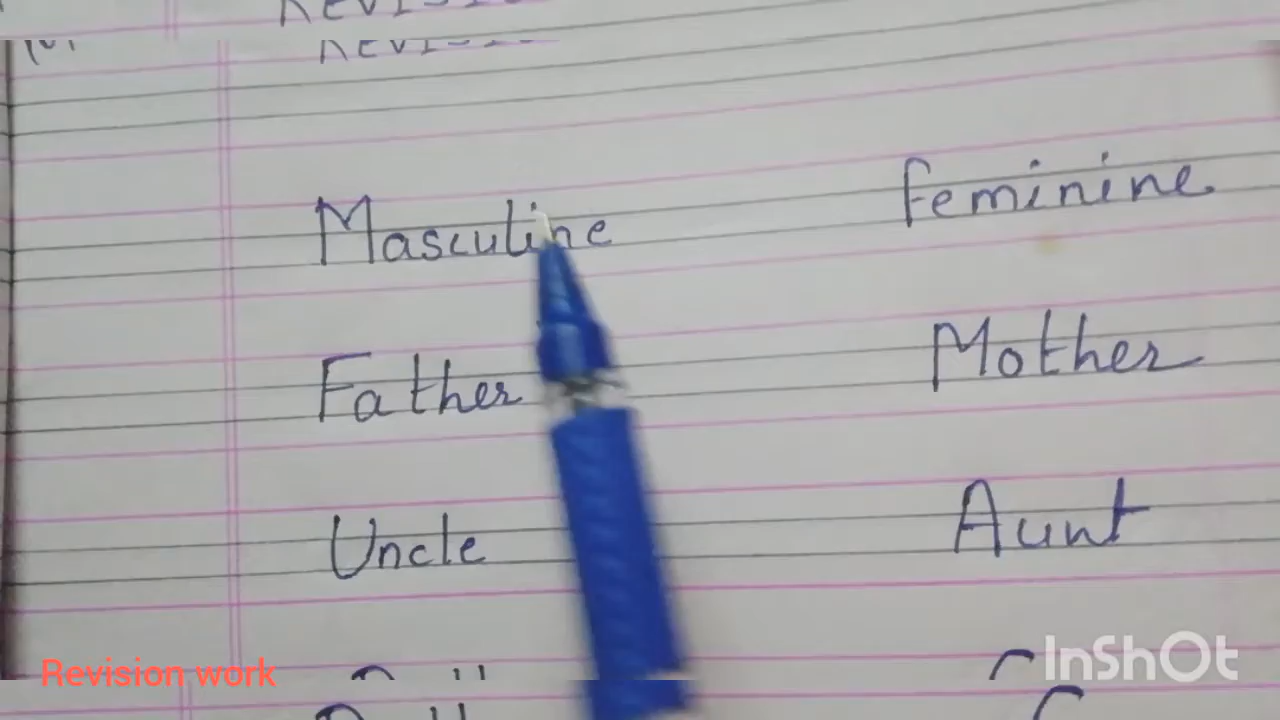 Masculine Feminine
Father Mother
Uncle Aunt
Revision work
InShOt